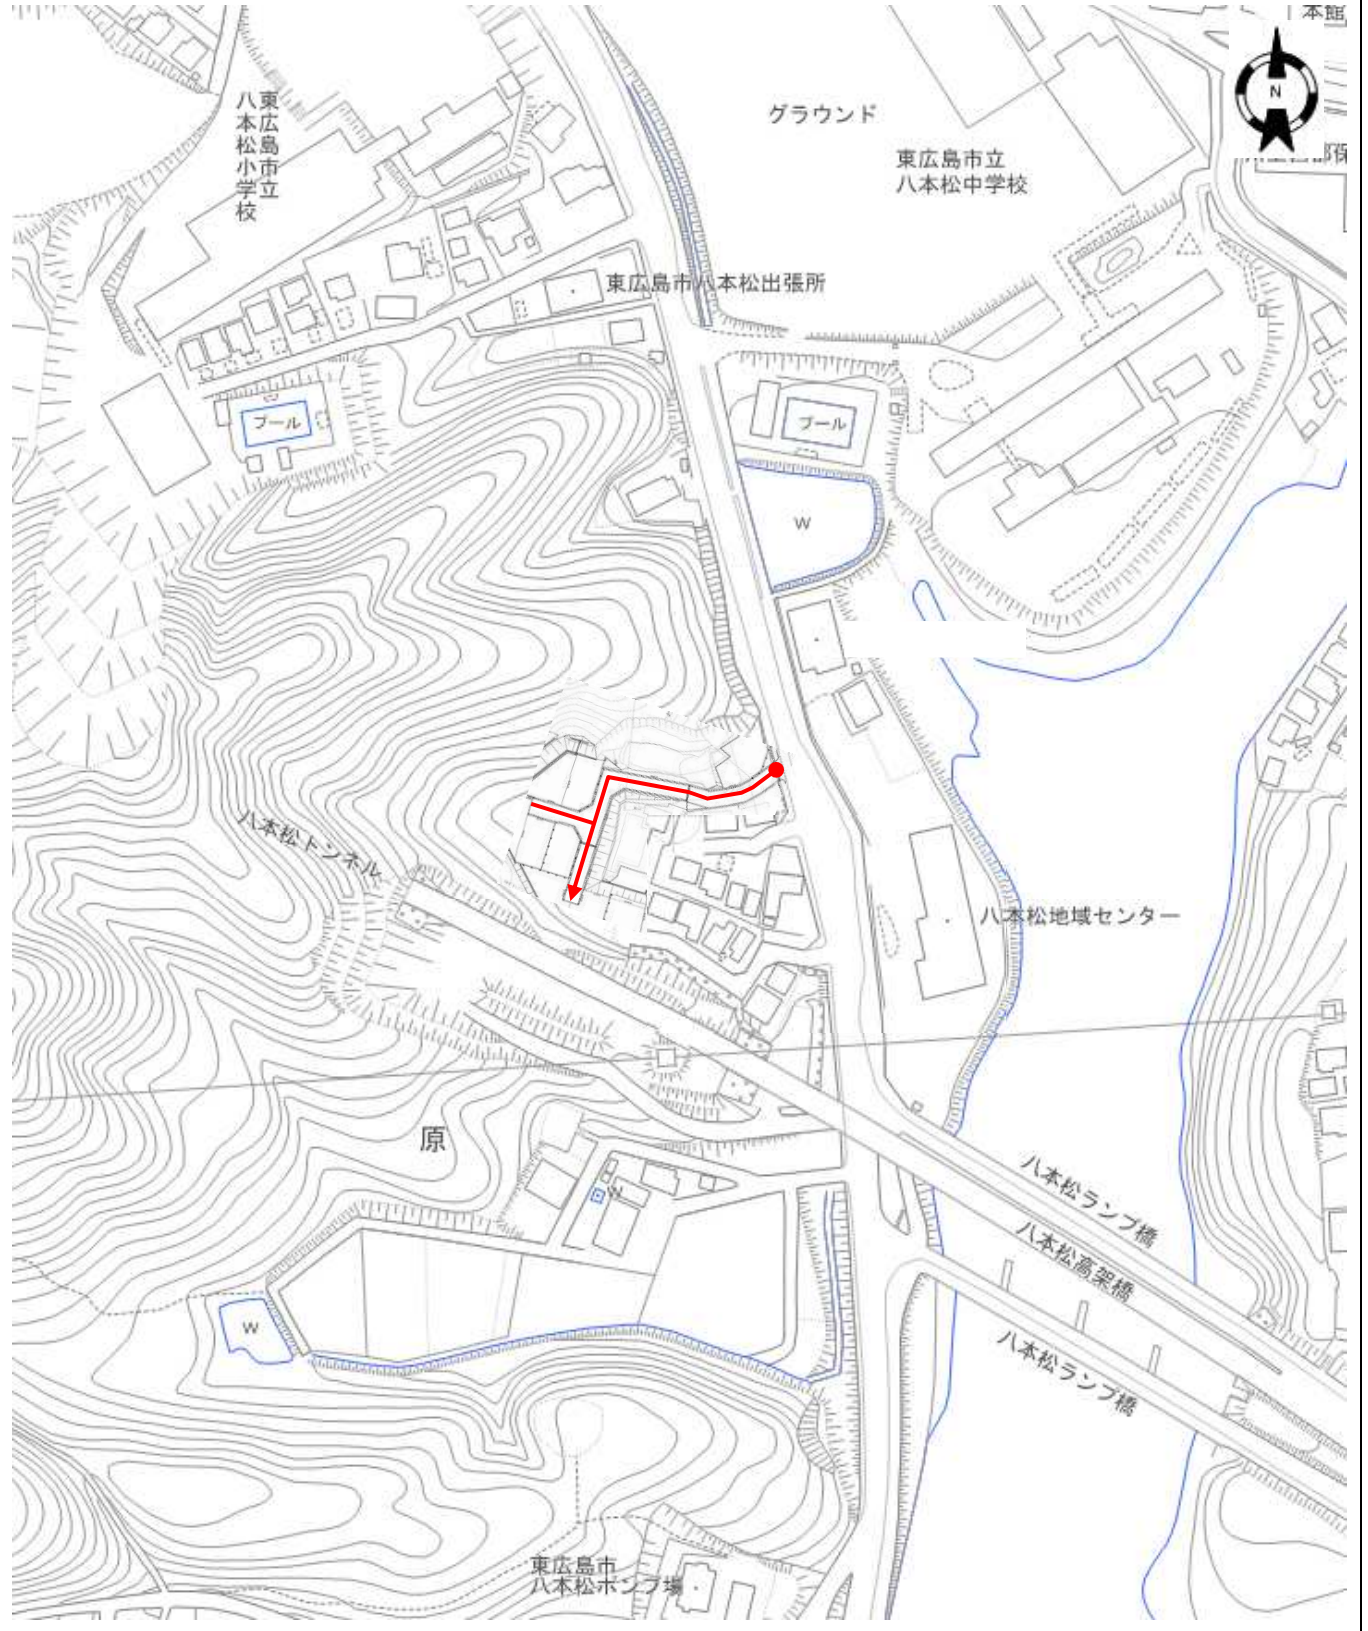 本館
N
グラウンド
東広島市立
八本松小学校
東広島市立
八本松中学校
東広島市八本松出張所
プール
プール
W
八本松トンネル
八本松地域センター
原
W
八本松ランプ橋
八本松高架橋
W
八本松ランプ橋
東広島市
八本松ポンプ場